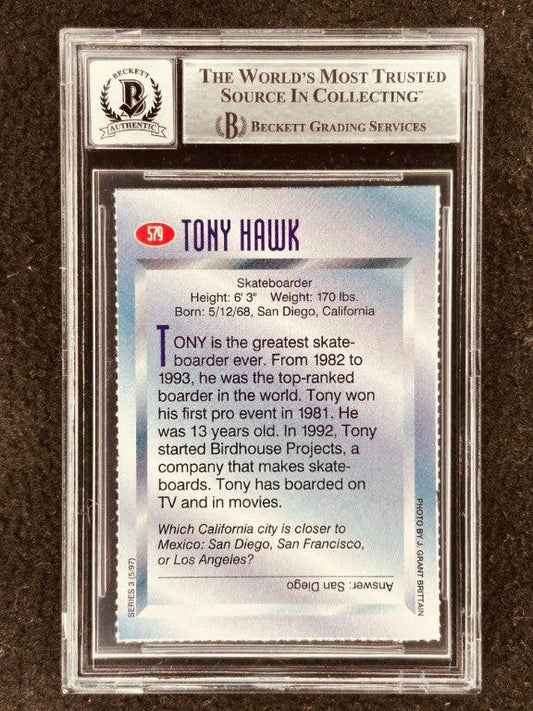 BECKETT
B
AUTHENTIC
THE WORLD'S MOST TRUSTED
SOURCE IN COLLECTING™
B BECKETT GRADING SERVICES
579 TONY HAWK
Skateboarder
Height: 6' 3" Weight: 170 lbs.
Born: 5/12/68, San Diego, California
TONY is the greatest skate-
boarder ever. From 1982 to
1993, he was the top-ranked
boarder in the world. Tony won
his first pro event in 1981. He
was 13 years old. In 1992, Tony
started Birdhouse Projects, a
company that makes skate-
boards. Tony has boarded on
TV and in movies.
Which California city is closer to
Mexico: San Diego, San Francisco,
or Los Angeles?
Answer: San Diego
SERIES 3 (5/97)
PHOTO BY J. GRANT BRITTAIN